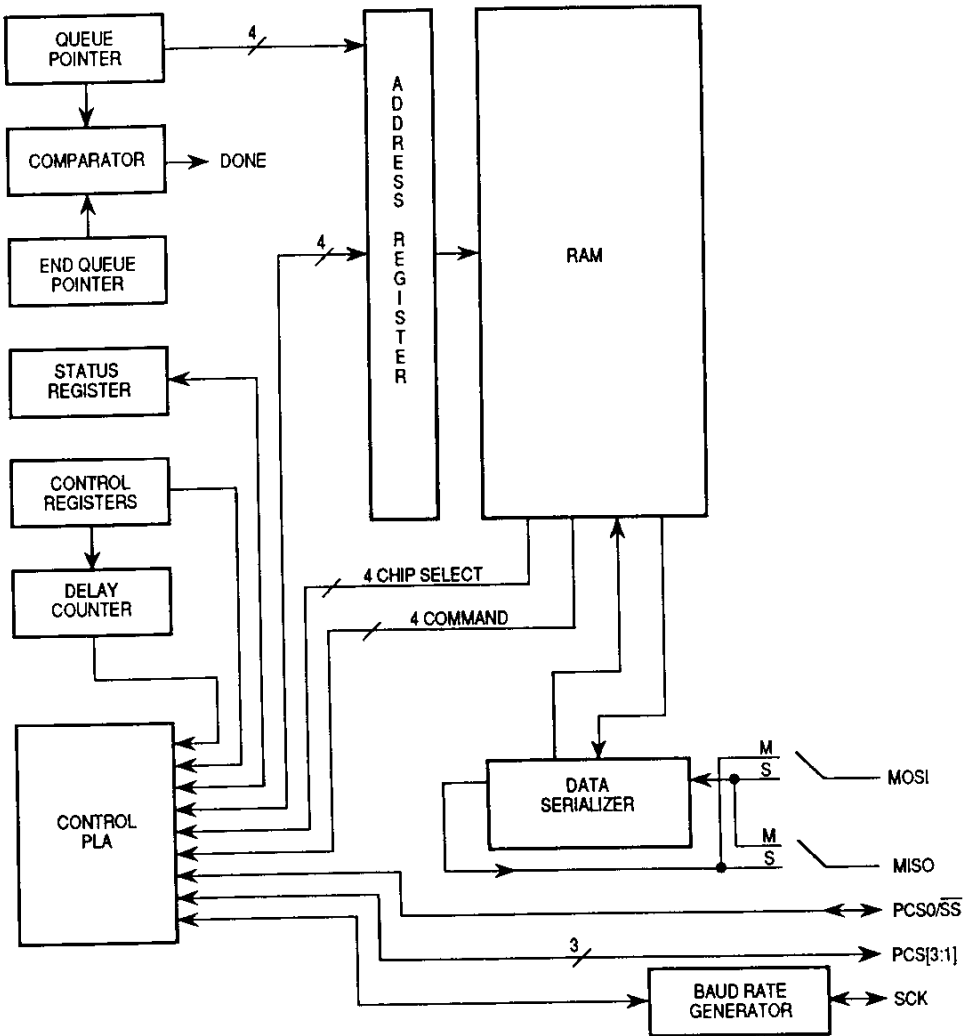 QUEUE
POINTER
4
COMPARATOR
DONE
END QUEUE
POINTER
4
ADDRESS REGISTER
RAM
STATUS
REGISTER
CONTROL
REGISTERS
DELAY
COUNTER
4 CHIP SELECT
4 COMMAND
CONTROL
PLA
DATA
SERIALIZER
M
S
MOSI
M
S
MISO
PCS0/SS
3
PCS[3:1]
BAUD RATE
GENERATOR
SCK